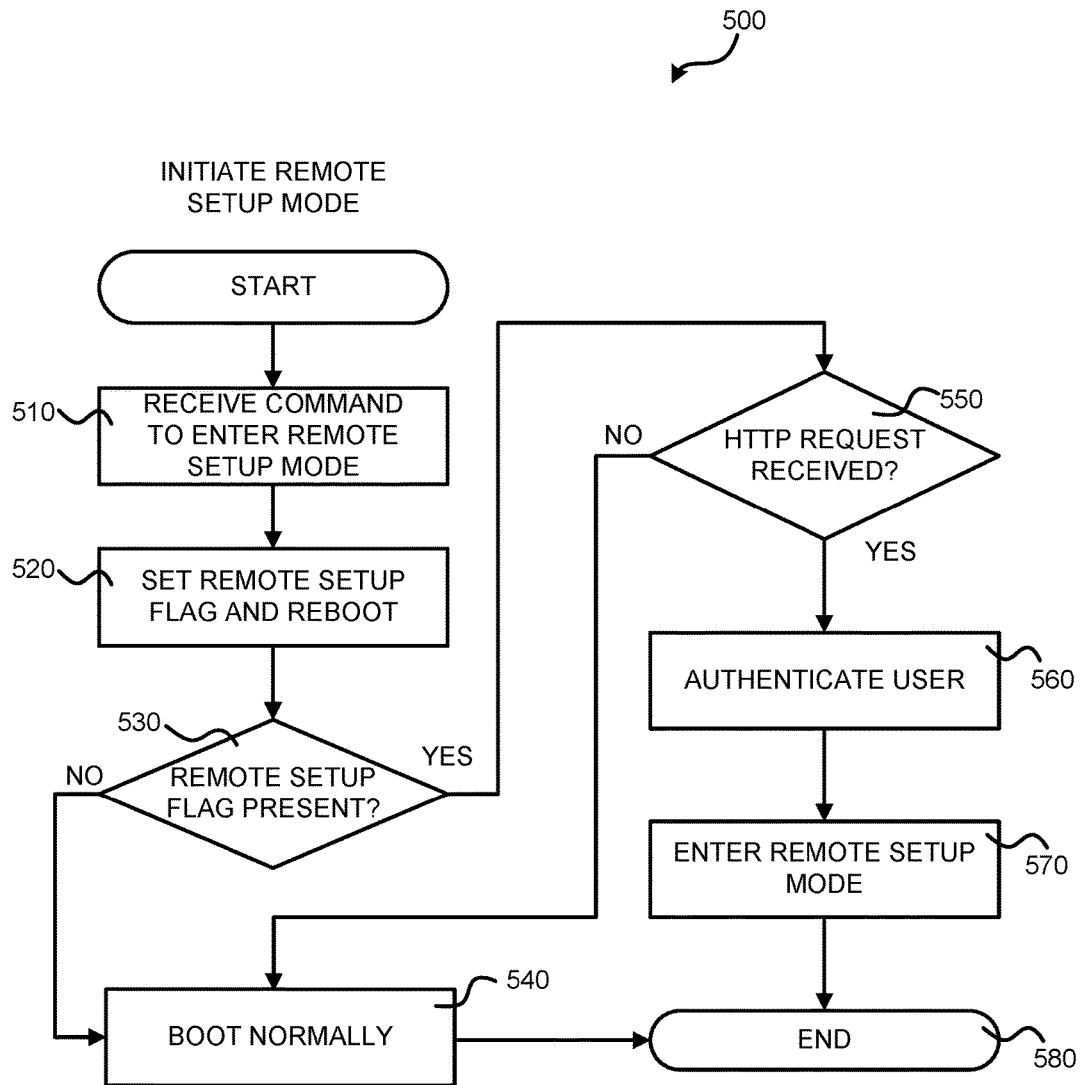 500
INITIATE REMOTE
SETUP MODE
START
510
RECEIVE COMMAND
TO ENTER REMOTE
SETUP MODE
520
SET REMOTE SETUP
FLAG AND REBOOT
530
REMOTE SETUP
FLAG PRESENT?
NO
YES
540
BOOT NORMALLY
550
HTTP REQUEST
RECEIVED?
NO
YES
560
AUTHENTICATE USER
570
ENTER REMOTE SETUP
MODE
END
580